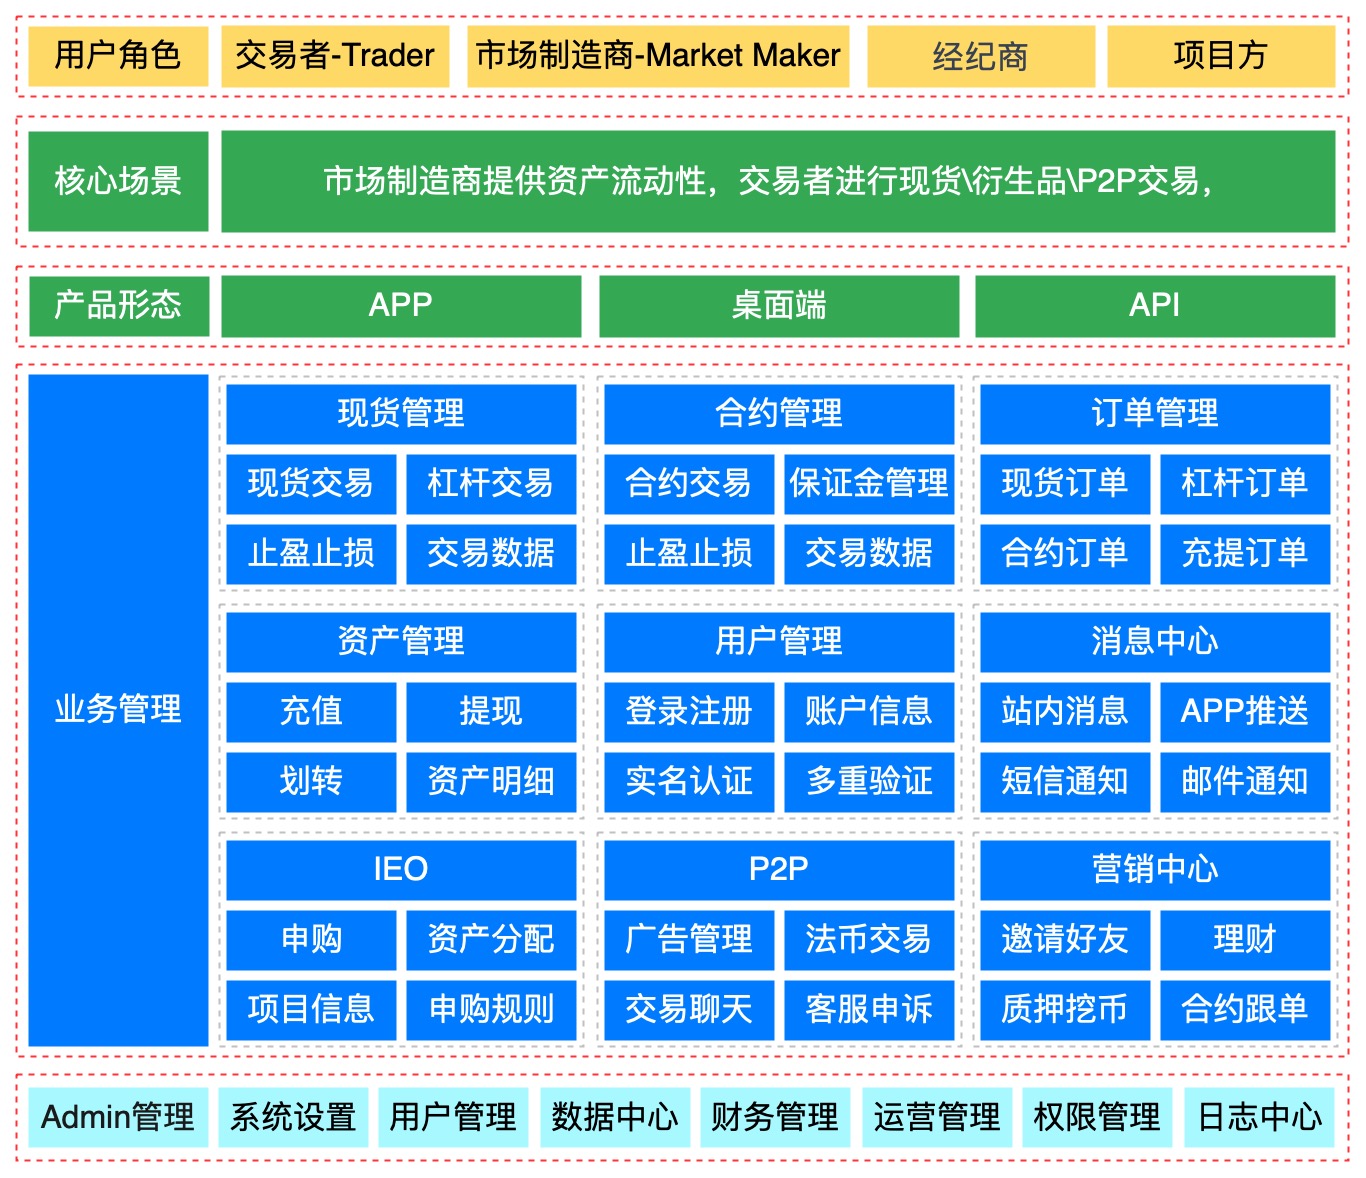 用户角色 交易者-Trader 市场制造商-Market Maker 经纪商 项目方
核心场景 市场制造商提供资产流动性，交易者进行现货\衍生品\P2P交易，
产品形态 APP 桌面端 API
业务管理
现货管理 合约管理 订单管理
现货交易 杠杆交易 合约交易 保证金管理 现货订单 杠杆订单
止盈止损 交易数据 止盈止损 交易数据 合约订单 充提订单
资产管理 用户管理 消息中心
充值 提现 登录注册 账户信息 站内消息 APP推送
划转 资产明细 实名认证 多重验证 短信通知 邮件通知
IEO P2P 营销中心
申购 资产分配 广告管理 法币交易 邀请好友 理财
项目信息 申购规则 交易聊天 客服申诉 质押挖币 合约跟单
Admin管理 系统设置 用户管理 数据中心 财务管理 运营管理 权限管理 日志中心